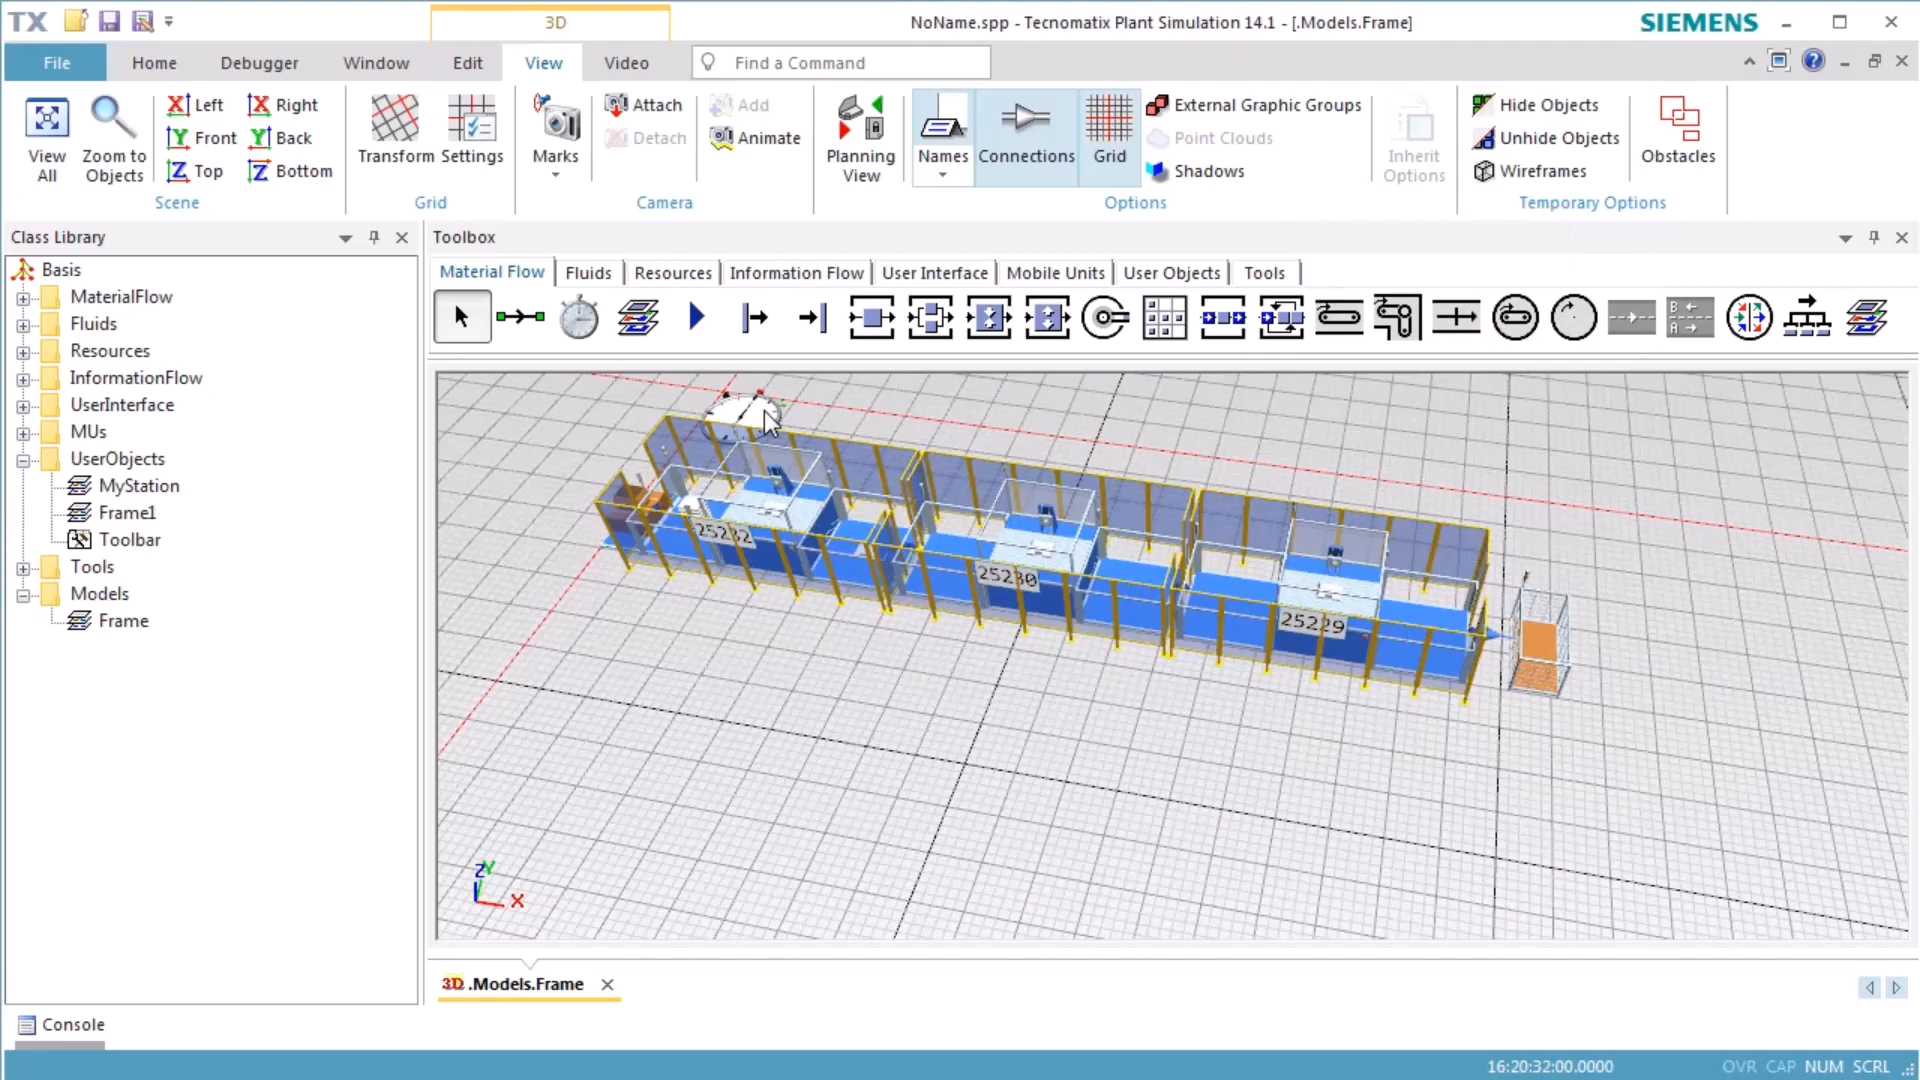 TX
3D
NoName.spp - Tecnomatix Plant Simulation 14.1 - [.Models.Frame]
SIEMENS
File
Home
Debugger
Window
Edit
View
Video
Find a Command
View All
Zoom to Objects
X Left
X Right
Y Front
Y Back
Z Top
Z Bottom
Scene
Transform
Settings
Grid
Marks
Attach
Detach
Add
Animate
Camera
Planning View
Names
Connections
Grid
External Graphic Groups
Point Clouds
Shadows
Options
Inherit Options
Hide Objects
Unhide Objects
Wireframes
Obstacles
Temporary Options
Class Library
Basis
MaterialFlow
Fluids
Resources
InformationFlow
UserInterface
MUs
UserObjects
MyStation
Frame1
Toolbar
Tools
Models
Frame
Toolbox
Material Flow
Fluids
Resources
Information Flow
User Interface
Mobile Units
User Objects
Tools
B
A
25232
25230
25229
Z
Y
X
3D .Models.Frame
Console
16:20:32:00.0000
OVR CAP NUM SCRL